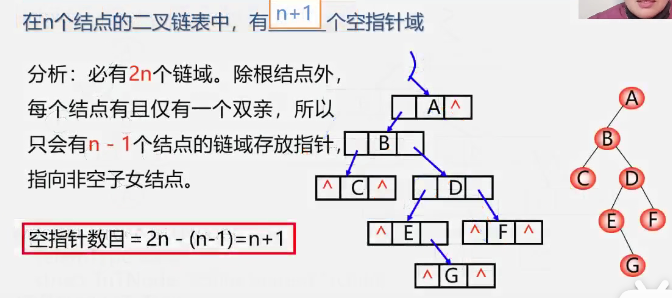 在n个结点的二叉链表中，有n+1个空指针域
分析：必有2n个链域。除根结点外，
每个结点有且仅有一个双亲，所以
只会有n - 1个结点的链域存放指针，
指向非空子女结点。
空指针数目＝2n - (n-1)=n+1
A ^
B
^ C ^
D
^ E
^ F ^
^ G ^
A
B
C D
E F
G